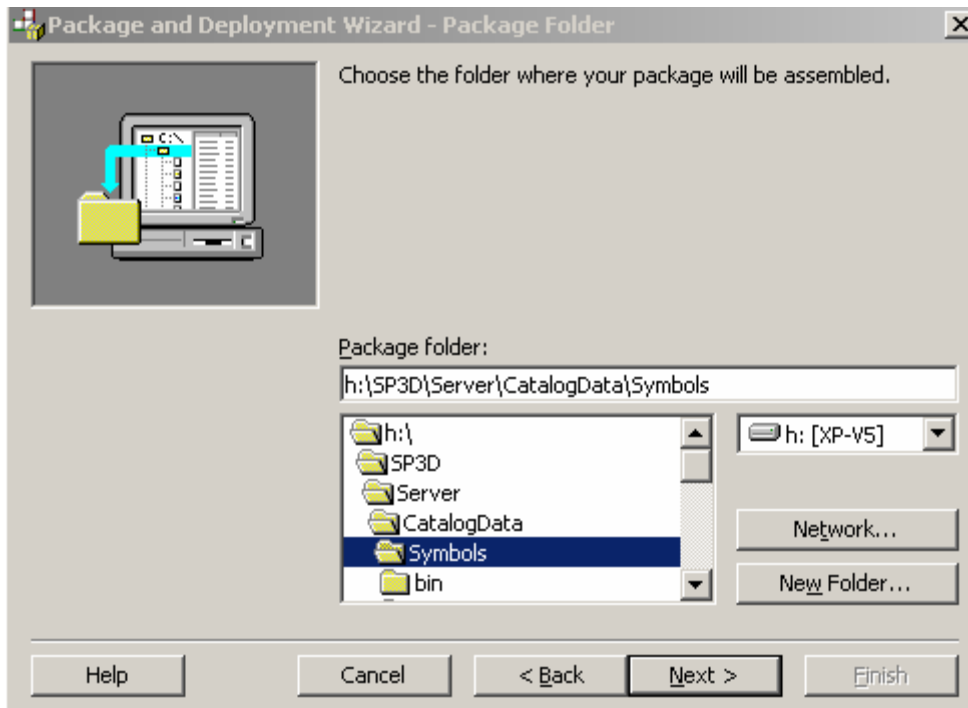 Package and Deployment Wizard - Package Folder
Choose the folder where your package will be assembled.
C:\
Package folder:
h:\SP3D\Server\CatalogData\Symbols
h:\
h: [XP-V5]
SP3D
Server
CatalogData
Symbols
bin
Network...
New Folder...
Help
Cancel
< Back
Next >
Finish